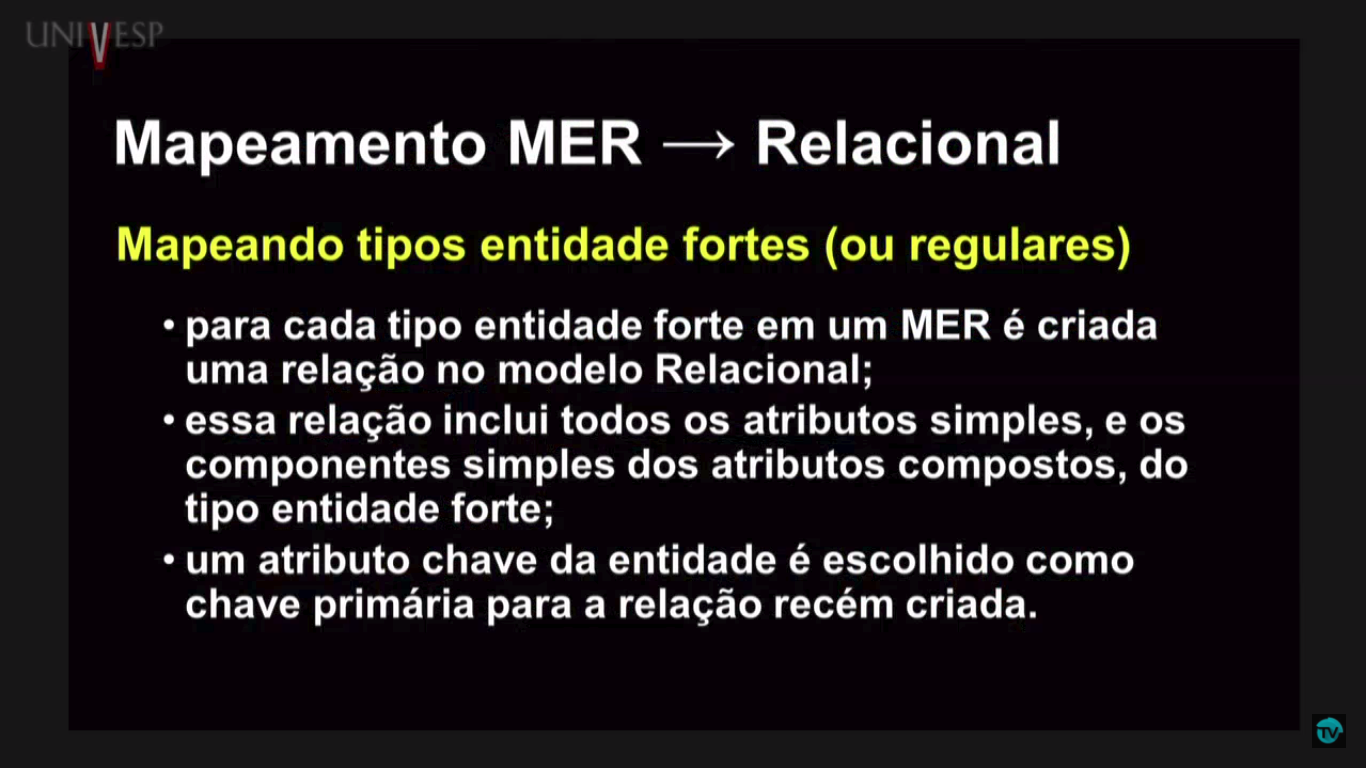 UNIVESP
Mapeamento MER → Relacional
Mapeando tipos entidade fortes (ou regulares)
• para cada tipo entidade forte em um MER é criada
uma relação no modelo Relacional;
• essa relação inclui todos os atributos simples, e os
componentes simples dos atributos compostos, do
tipo entidade forte;
• um atributo chave da entidade é escolhido como
chave primária para a relação recém criada.
TV